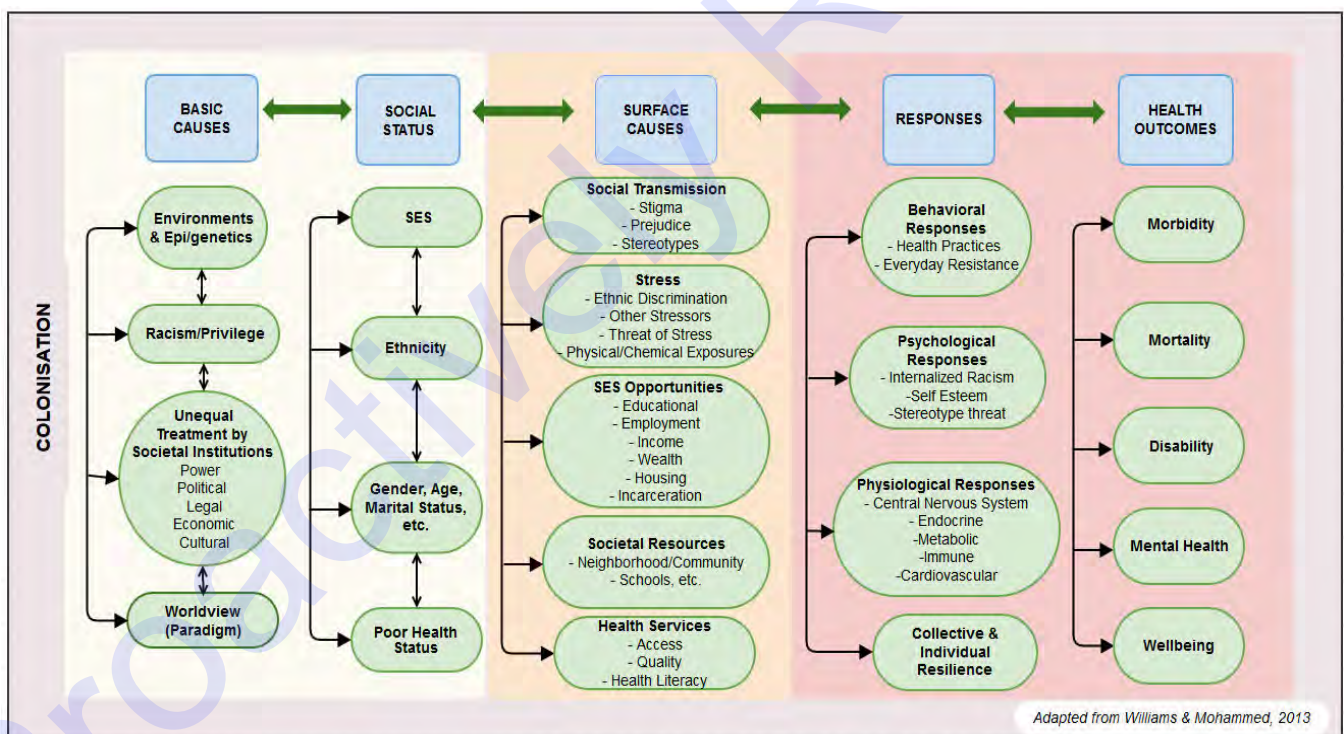 COLONISATION
BASIC
CAUSES
Environments
& Epi/genetics
Racism/Privilege
Unequal
Treatment by
Societal Institutions
Power
Political
Legal
Economic
Cultural
Worldview
(Paradigm)
SOCIAL
STATUS
SES
Ethnicity
Gender, Age,
Marital Status,
etc.
Poor Health
Status
SURFACE
CAUSES
Social Transmission
- Stigma
- Prejudice
- Stereotypes
Stress
- Ethnic Discrimination
- Other Stressors
- Threat of Stress
- Physical/Chemical Exposures
SES Opportunities
- Educational
- Employment
- Income
- Wealth
- Housing
- Incarceration
Societal Resources
- Neighborhood/Community
- Schools, etc.
Health Services
- Access
- Quality
- Health Literacy
RESPONSES
Behavioral
Responses
- Health Practices
- Everyday Resistance
Psychological
Responses
- Internalized Racism
-Self Esteem
-Stereotype threat
Physiological Responses
- Central Nervous System
- Endocrine
-Metabolic
-Immune
-Cardiovascular
Collective &
Individual
Resilience
HEALTH
OUTCOMES
Morbidity
Mortality
Disability
Mental Health
Wellbeing
Adapted from Williams & Mohammed, 2013
roactively